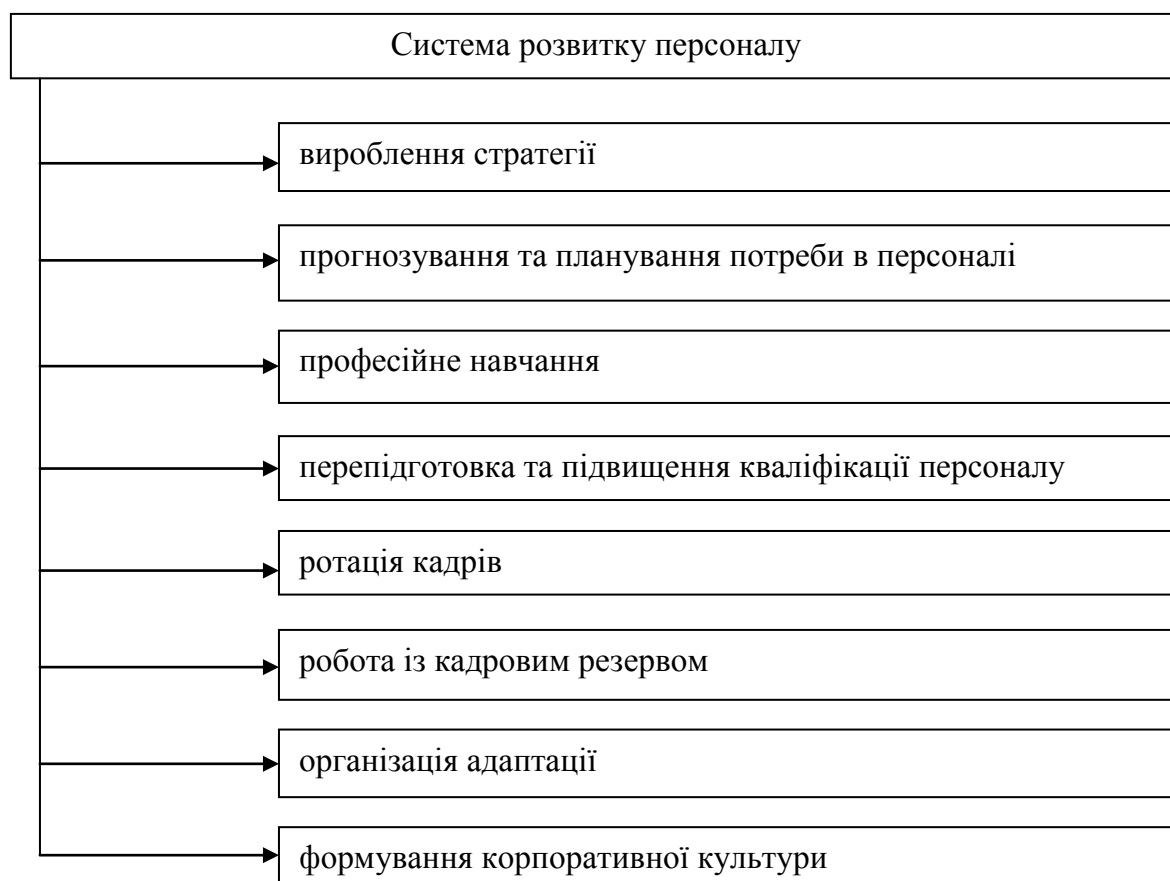 Система розвитку персоналу
вироблення стратегії
прогнозування та планування потреби в персоналі
професійне навчання
перепідготовка та підвищення кваліфікації персоналу
ротація кадрів
робота із кадровим резервом
організація адаптації
формування корпоративної культури